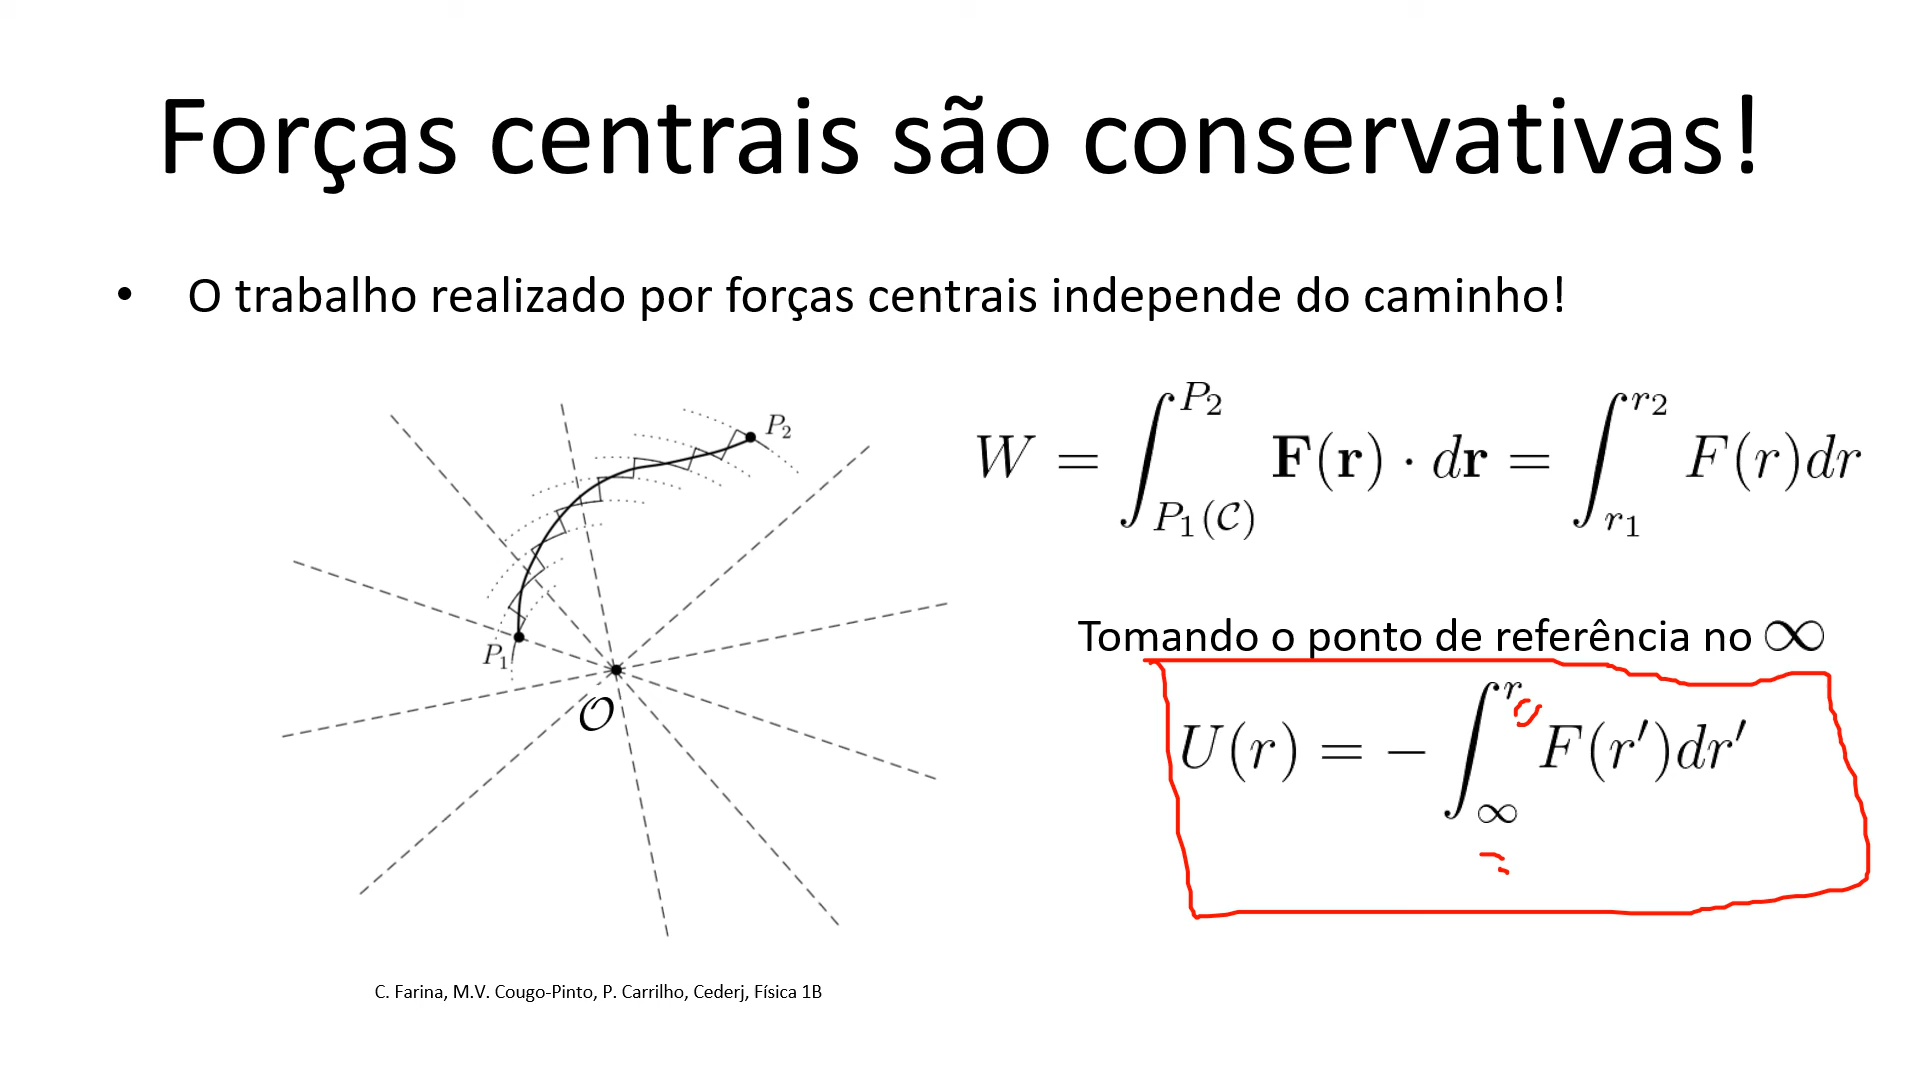 Forças centrais são conservativas!
• O trabalho realizado por forças centrais independe do caminho!
P₂
P₁
O
W = ∫_{P₁(C)}^{P₂} F(r) · dr = ∫_{r₁}^{r₂} F(r)dr
Tomando o ponto de referência no ∞
U(r) = − ∫_{∞}^{r} F(r′)dr′
C. Farina, M.V. Cougo-Pinto, P. Carrilho, Cederj, Física 1B